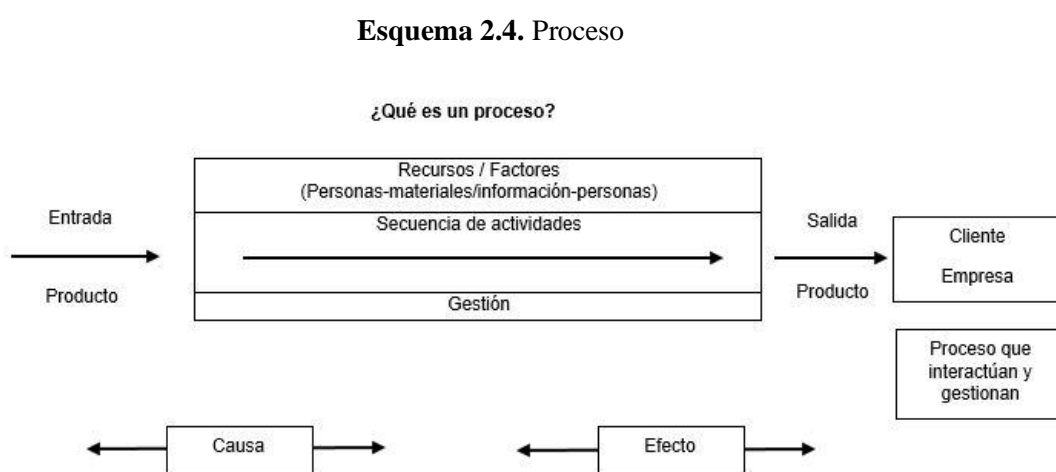 Esquema 2.4. Proceso
¿Qué es un proceso?
Recursos / Factores
(Personas-materiales/información-personas)
Entrada
Secuencia de actividades
Salida
Cliente
Producto
Producto
Empresa
Gestión
Proceso que
interactúan y
gestionan
Causa
Efecto